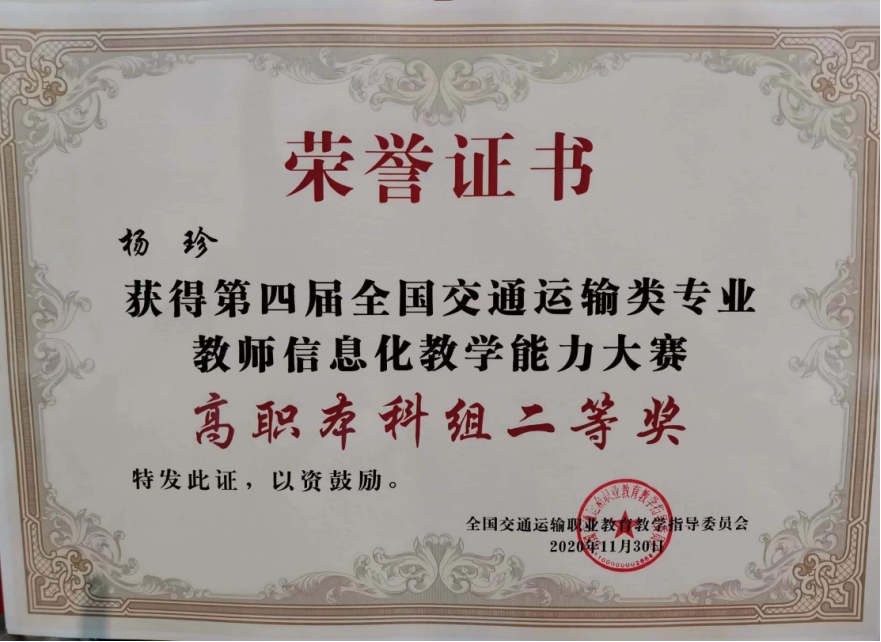 荣誉证书
杨 珍
获得第四届全国交通运输类专业
教师信息化教学能力大赛
高职本科组二等奖
特发此证，以资鼓励。
全国交通运输职业教育教学指导委员会
2020年11月30日